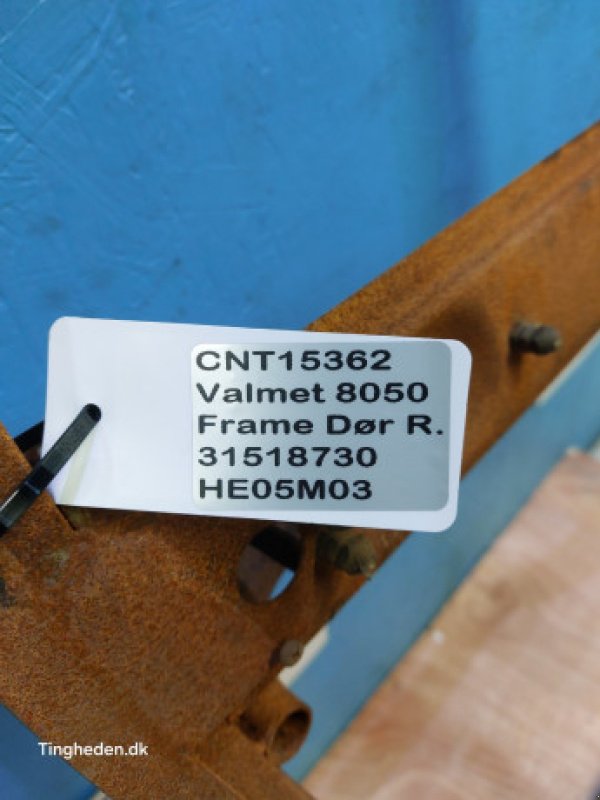 CNT15362
Valmet 8050
Frame Dør R.
31518730
HE05M03
Tingheden.dk